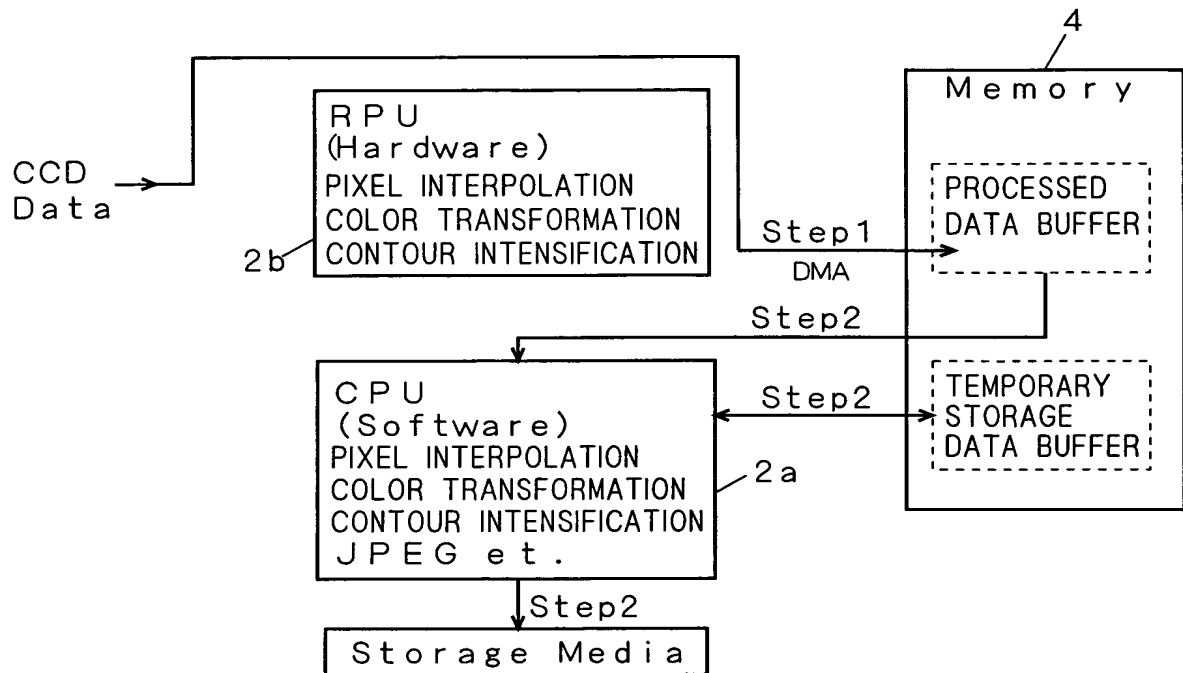 4
Memory
RPU
(Hardware)
PIXEL INTERPOLATION
COLOR TRANSFORMATION
CONTOUR INTENSIFICATION
2b
CCD
Data
PROCESSED
DATA BUFFER
Step1
DMA
Step2
CPU
(Software)
PIXEL INTERPOLATION
COLOR TRANSFORMATION
CONTOUR INTENSIFICATION
JPEG et.
2a
Step2
TEMPORARY
STORAGE
DATA BUFFER
Step2
Storage Media